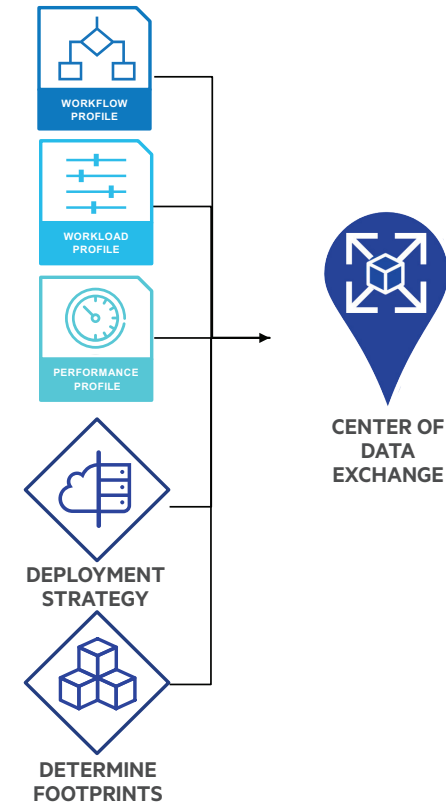 WORKFLOW
PROFILE
WORKLOAD
PROFILE
PERFORMANCE
PROFILE
DEPLOYMENT
STRATEGY
DETERMINE
FOOTPRINTS
CENTER OF
DATA
EXCHANGE